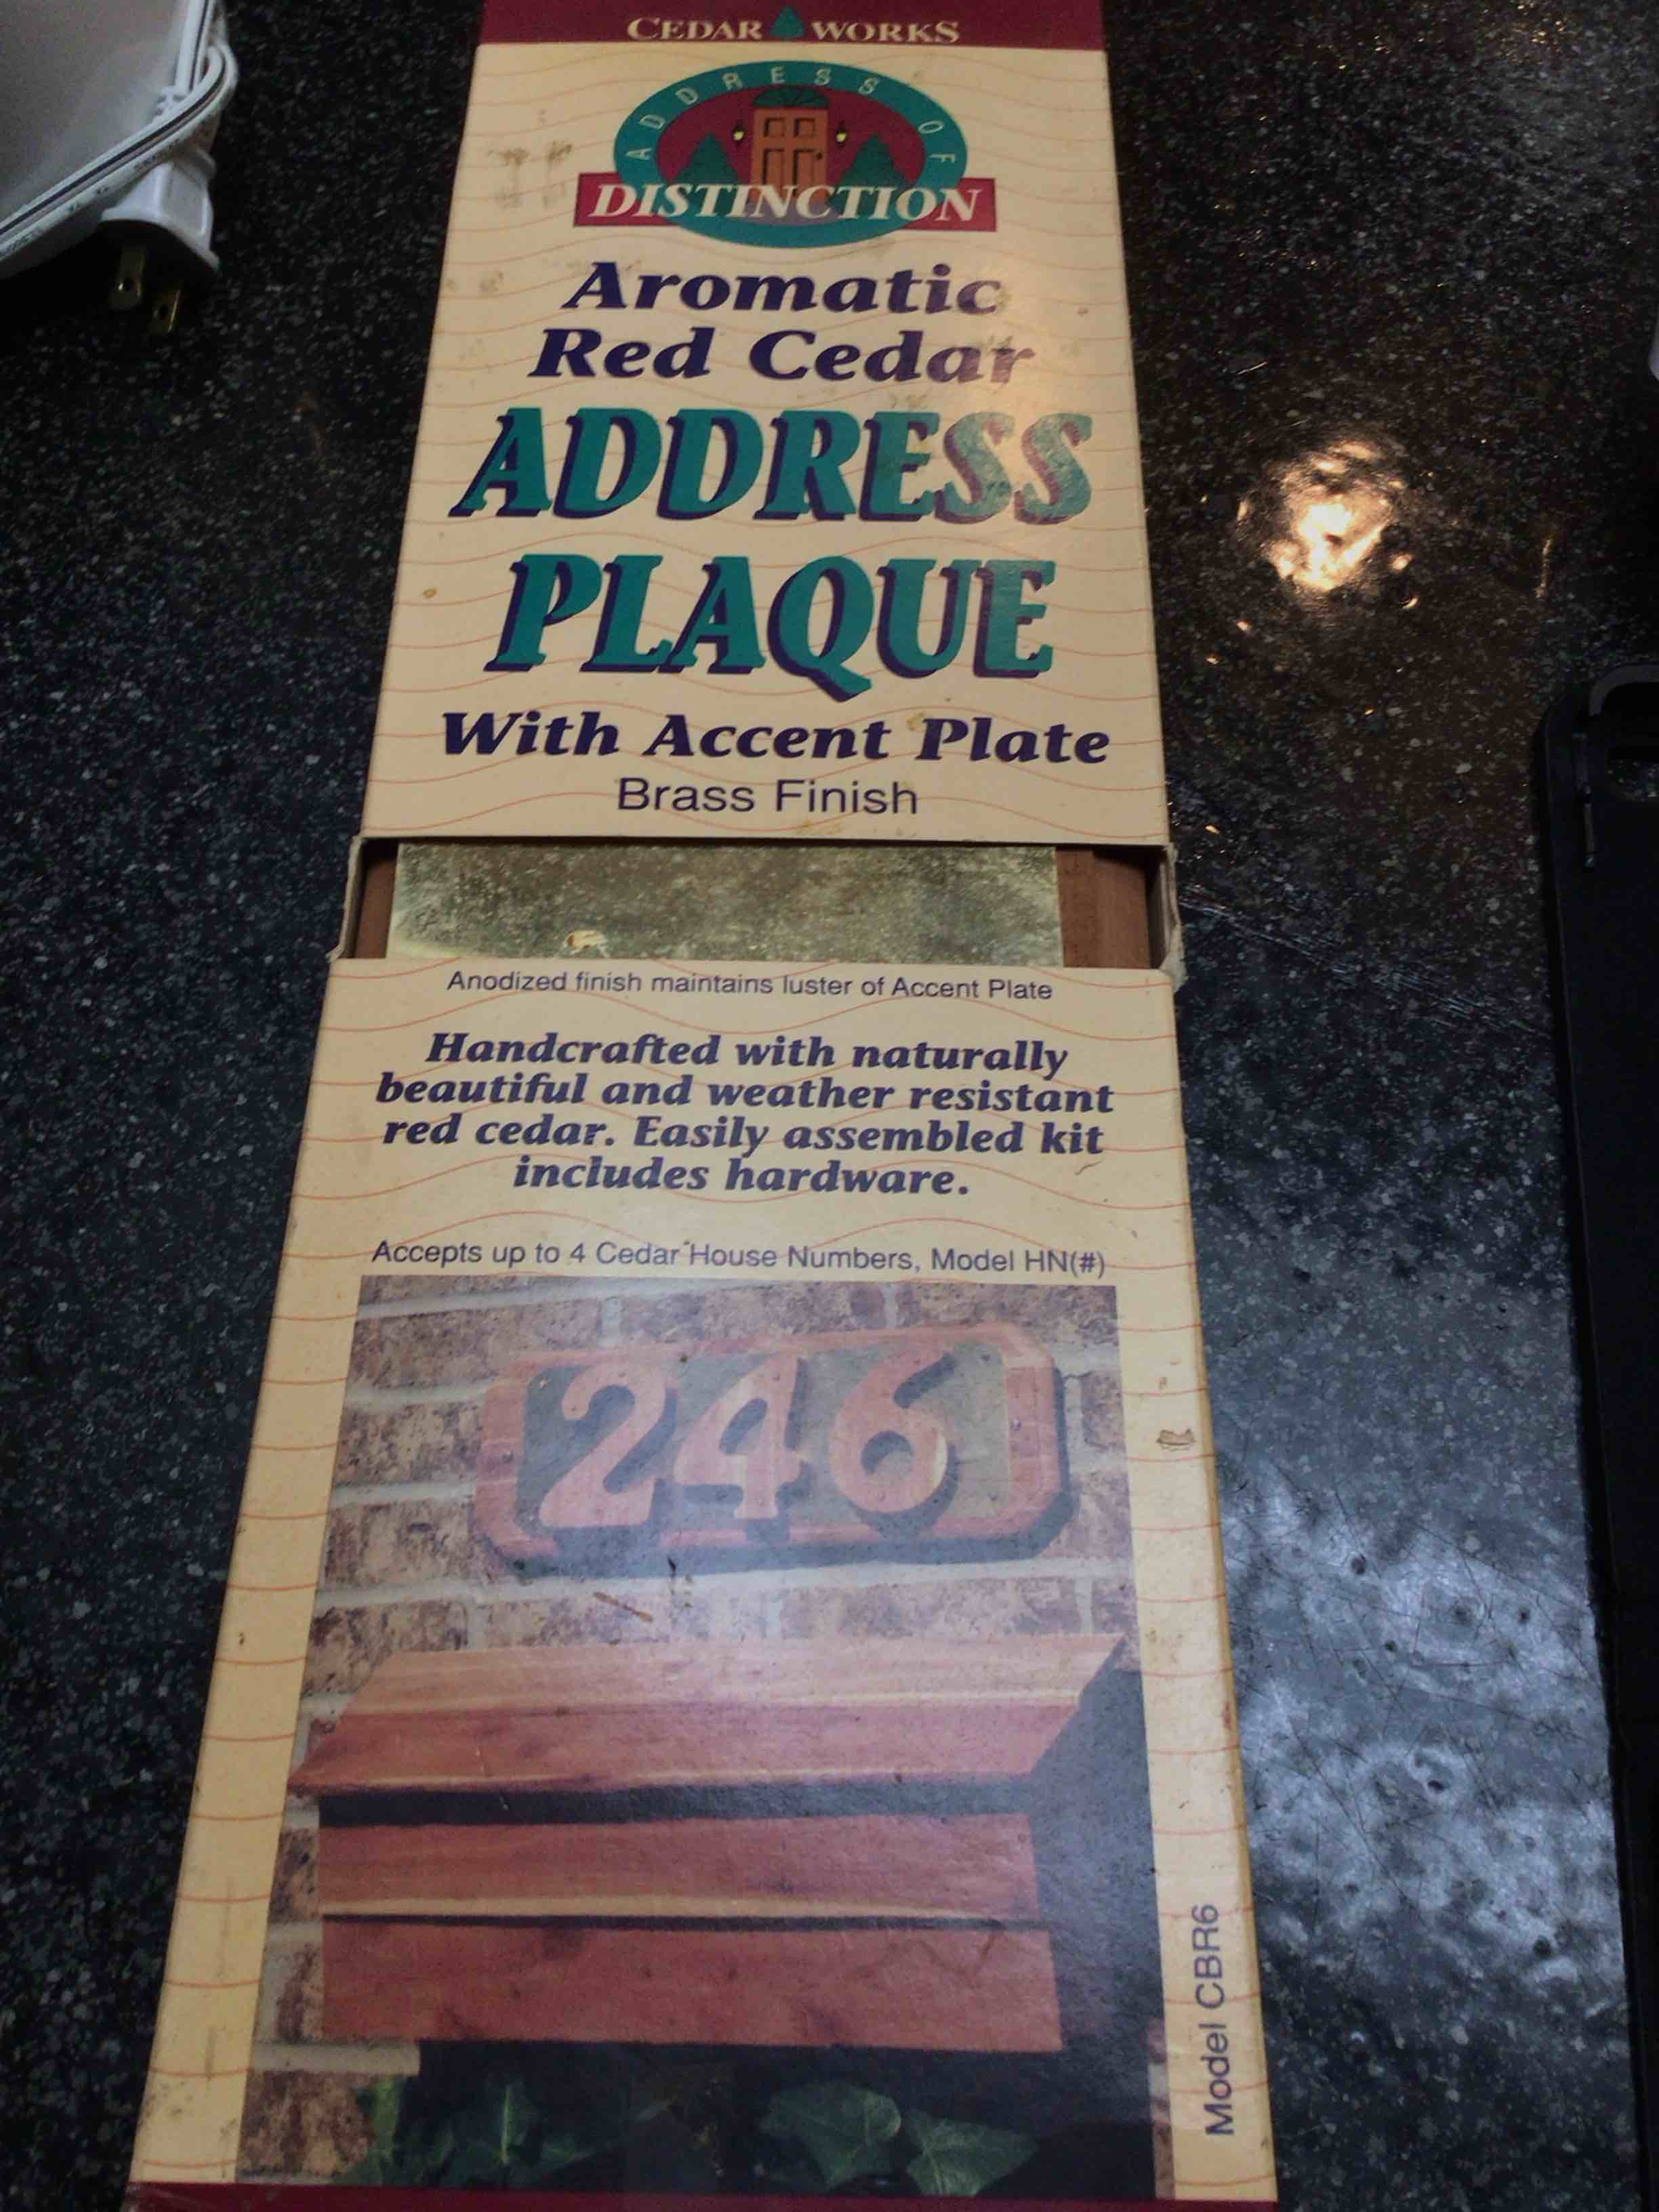 CEDAR WORKS
ADDRESS OF
DISTINCTION
Aromatic
Red Cedar
ADDRESS
PLAQUE
With Accent Plate
Brass Finish
Anodized finish maintains luster of Accent Plate
Handcrafted with naturally
beautiful and weather resistant
red cedar. Easily assembled kit
includes hardware.
Accepts up to 4 Cedar House Numbers, Model HN(#)
246
Model CBR6